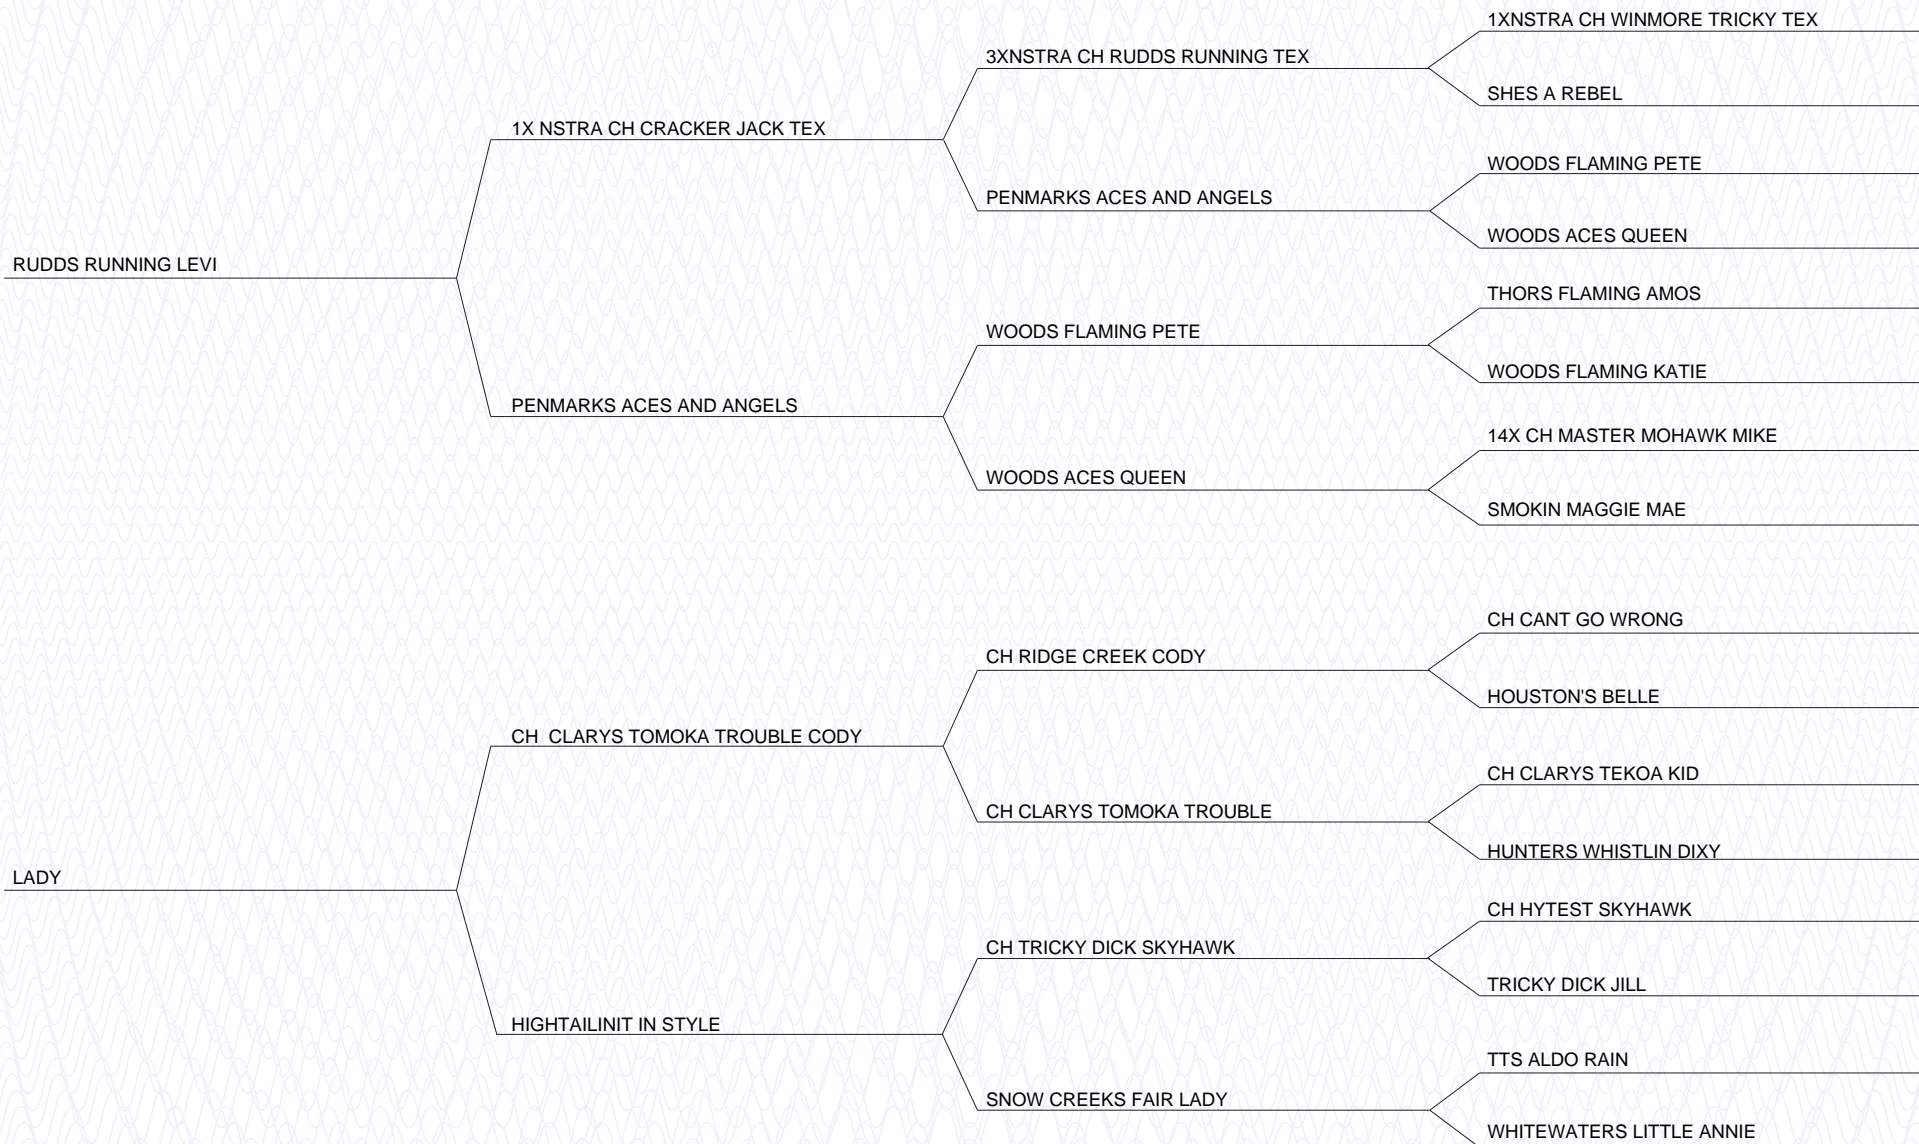 1XNSTRA CH WINMORE TRICKY TEX
3XNSTRA CH RUDDS RUNNING TEX
SHES A REBEL
1X NSTRA CH CRACKER JACK TEX
WOODS FLAMING PETE
PENMARKS ACES AND ANGELS
WOODS ACES QUEEN
RUDDS RUNNING LEVI
THORS FLAMING AMOS
WOODS FLAMING PETE
WOODS FLAMING KATIE
PENMARKS ACES AND ANGELS
14X CH MASTER MOHAWK MIKE
WOODS ACES QUEEN
SMOKIN MAGGIE MAE
CH CANT GO WRONG
CH RIDGE CREEK CODY
HOUSTON'S BELLE
CH  CLARYS TOMOKA TROUBLE CODY
CH CLARYS TEKOA KID
CH CLARYS TOMOKA TROUBLE
HUNTERS WHISTLIN DIXY
LADY
CH HYTEST SKYHAWK
CH TRICKY DICK SKYHAWK
TRICKY DICK JILL
HIGHTAILINIT IN STYLE
TTS ALDO RAIN
SNOW CREEKS FAIR LADY
WHITEWATERS LITTLE ANNIE